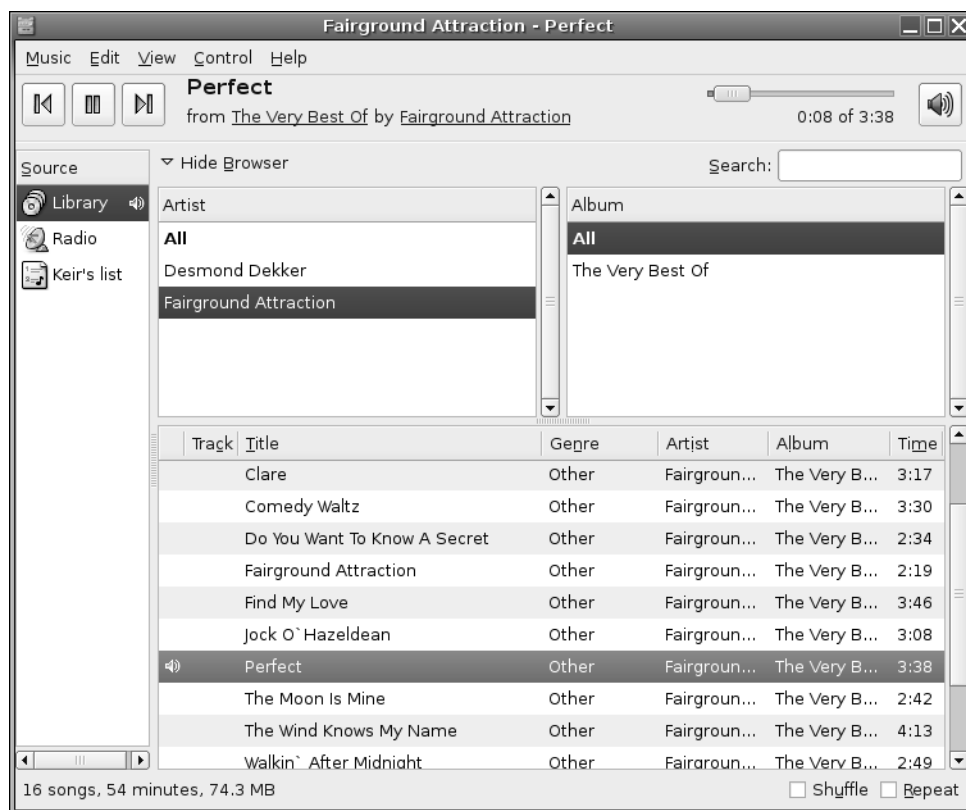 Fairground Attraction - Perfect
Music Edit View Control Help
Perfect
from The Very Best Of by Fairground Attraction
0:08 of 3:38
Source
Hide Browser
Search:
Library
Radio
Keir's list
Artist
All
Desmond Dekker
Fairground Attraction
Album
All
The Very Best Of
Track Title Genre Artist Album Time
Clare Other Fairgroun... The Very B... 3:17
Comedy Waltz Other Fairgroun... The Very B... 3:30
Do You Want To Know A Secret Other Fairgroun... The Very B... 2:34
Fairground Attraction Other Fairgroun... The Very B... 2:19
Find My Love Other Fairgroun... The Very B... 3:46
Jock O`Hazeldean Other Fairgroun... The Very B... 3:08
Perfect Other Fairgroun... The Very B... 3:38
The Moon Is Mine Other Fairgroun... The Very B... 2:42
The Wind Knows My Name Other Fairgroun... The Very B... 4:13
Walkin` After Midnight Other Fairgroun... The Very B... 2:49
16 songs, 54 minutes, 74.3 MB
Shuffle Repeat